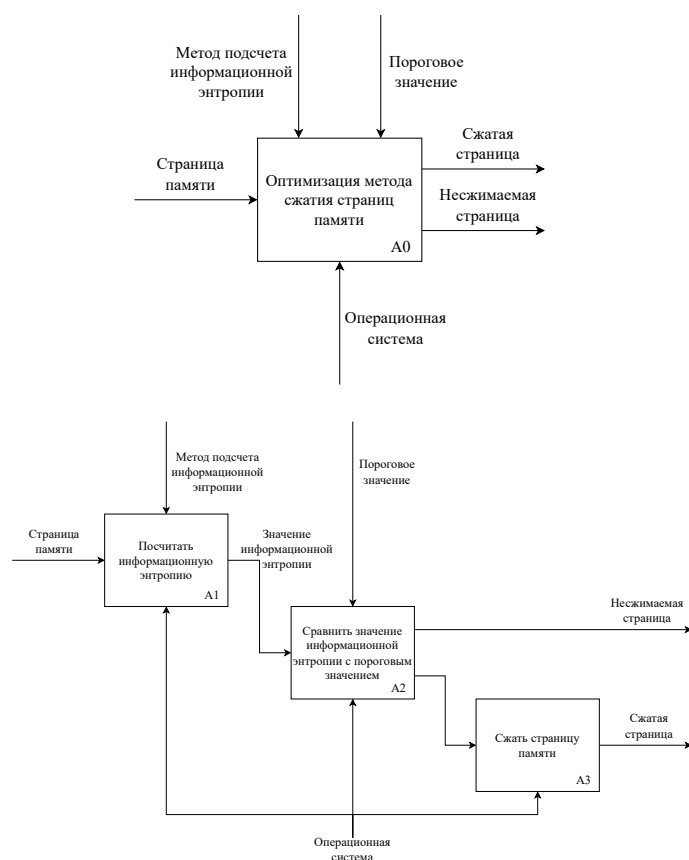 Метод подсчета
информационной
энтропии
Пороговое
значение
Страница
памяти
Оптимизация метода
сжатия страниц
памяти
A0
Сжатая
страница
Несжимаемая
страница
Операционная
система
Метод подсчета
информационной
энтропии
Пороговое
значение
Страница
памяти
Посчитать
информационную
энтропию
A1
Значение
информационной
энтропии
Сравнить значение
информационной
энтропии с пороговым
значением
A2
Несжимаемая
страница
Сжать страницу
памяти
A3
Сжатая
страница
Операционная
система